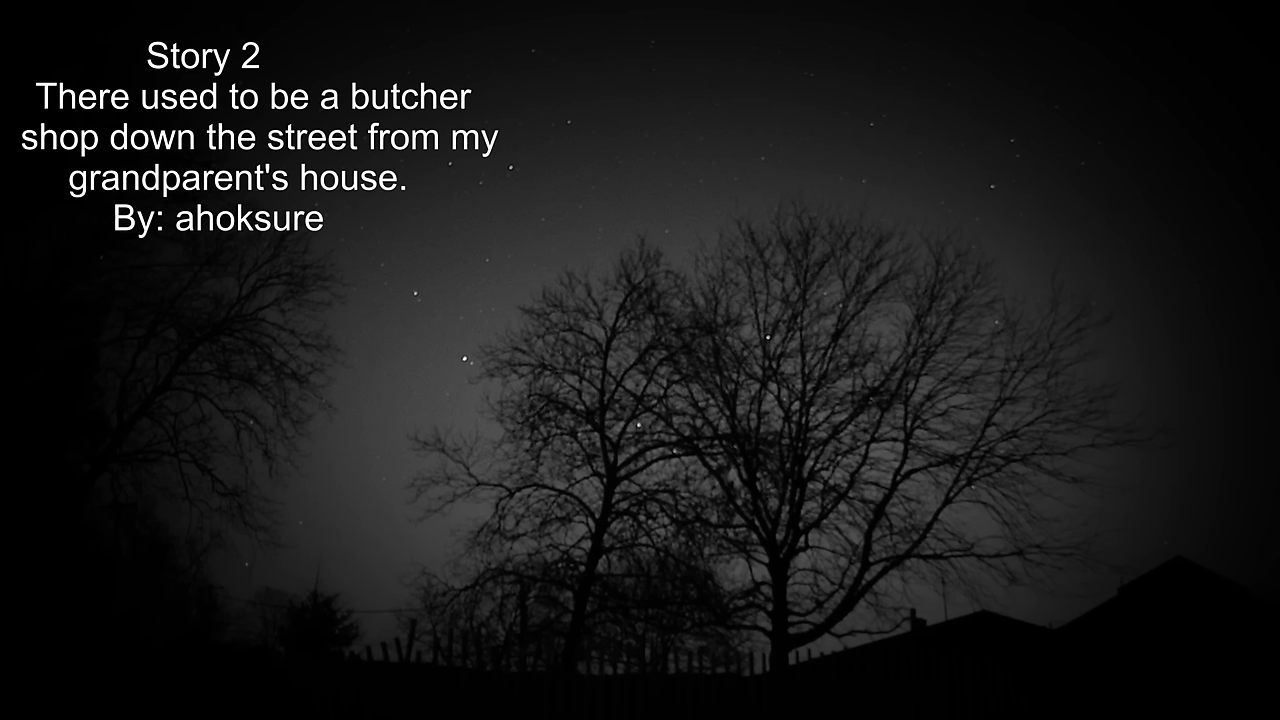 Story 2
There used to be a butcher
shop down the street from my
grandparent's house.
By: ahoksure